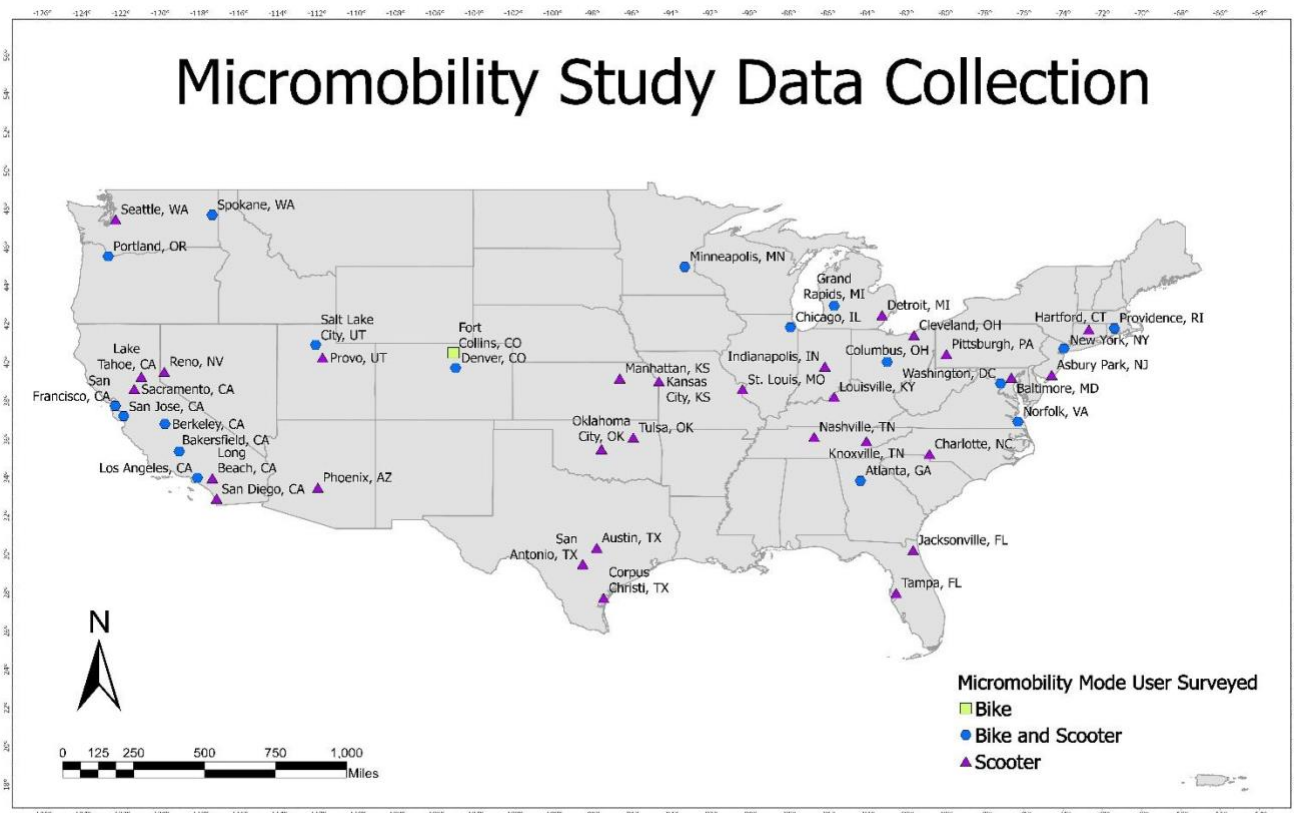 Micromobility Study Data Collection
Seattle, WA
Spokane, WA
Portland, OR
Minneapolis, MN
Grand
Rapids, MI
Detroit, MI
Chicago, IL
Cleveland, OH
Hartford, CT
Providence, RI
New York, NY
Pittsburgh, PA
Asbury Park, NJ
Salt Lake
City, UT
Provo, UT
Fort
Collins, CO
Denver, CO
Lake
Tahoe, CA
Reno, NV
Sacramento, CA
San
Francisco, CA
San Jose, CA
Berkeley, CA
Bakersfield, CA
Long
Beach, CA
Los Angeles, CA
San Diego, CA
Phoenix, AZ
Manhattan, KS
Kansas
City, KS
Indianapolis, IN
Columbus, OH
St. Louis, MO
Louisville, KY
Washington, DC
Baltimore, MD
Norfolk, VA
Oklahoma
City, OK
Tulsa, OK
Nashville, TN
Knoxville, TN
Charlotte, NC
Atlanta, GA
San
Antonio, TX
Austin, TX
Corpus
Christi, TX
Jacksonville, FL
Tampa, FL
N
0 125 250 500 750 1,000
Miles
Micromobility Mode User Surveyed
Bike
Bike and Scooter
Scooter